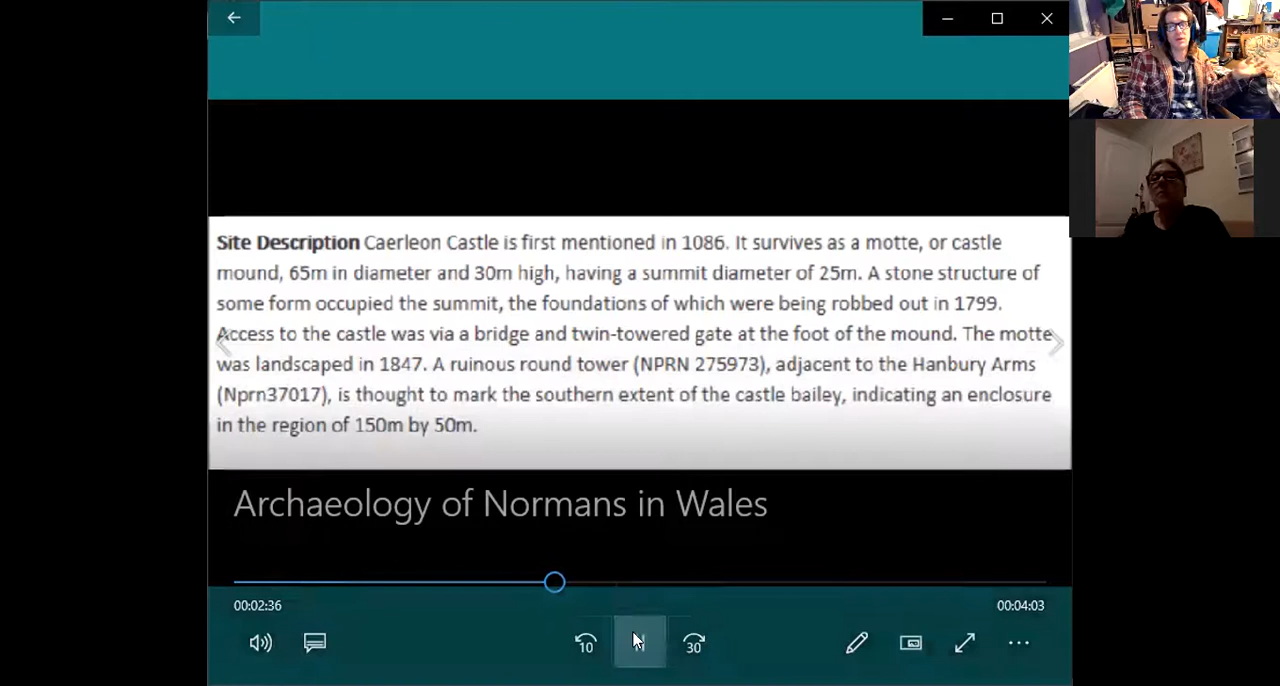 Site Description Caerleon Castle is first mentioned in 1086. It survives as a motte, or castle
mound, 65m in diameter and 30m high, having a summit diameter of 25m. A stone structure of
some form occupied the summit, the foundations of which were being robbed out in 1799.
Access to the castle was via a bridge and twin-towered gate at the foot of the mound. The motte
was landscaped in 1847. A ruinous round tower (NPRN 275973), adjacent to the Hanbury Arms
(Nprn37017), is thought to mark the southern extent of the castle bailey, indicating an enclosure
in the region of 150m by 50m.
Archaeology of Normans in Wales
00:02:36
00:04:03
10
30